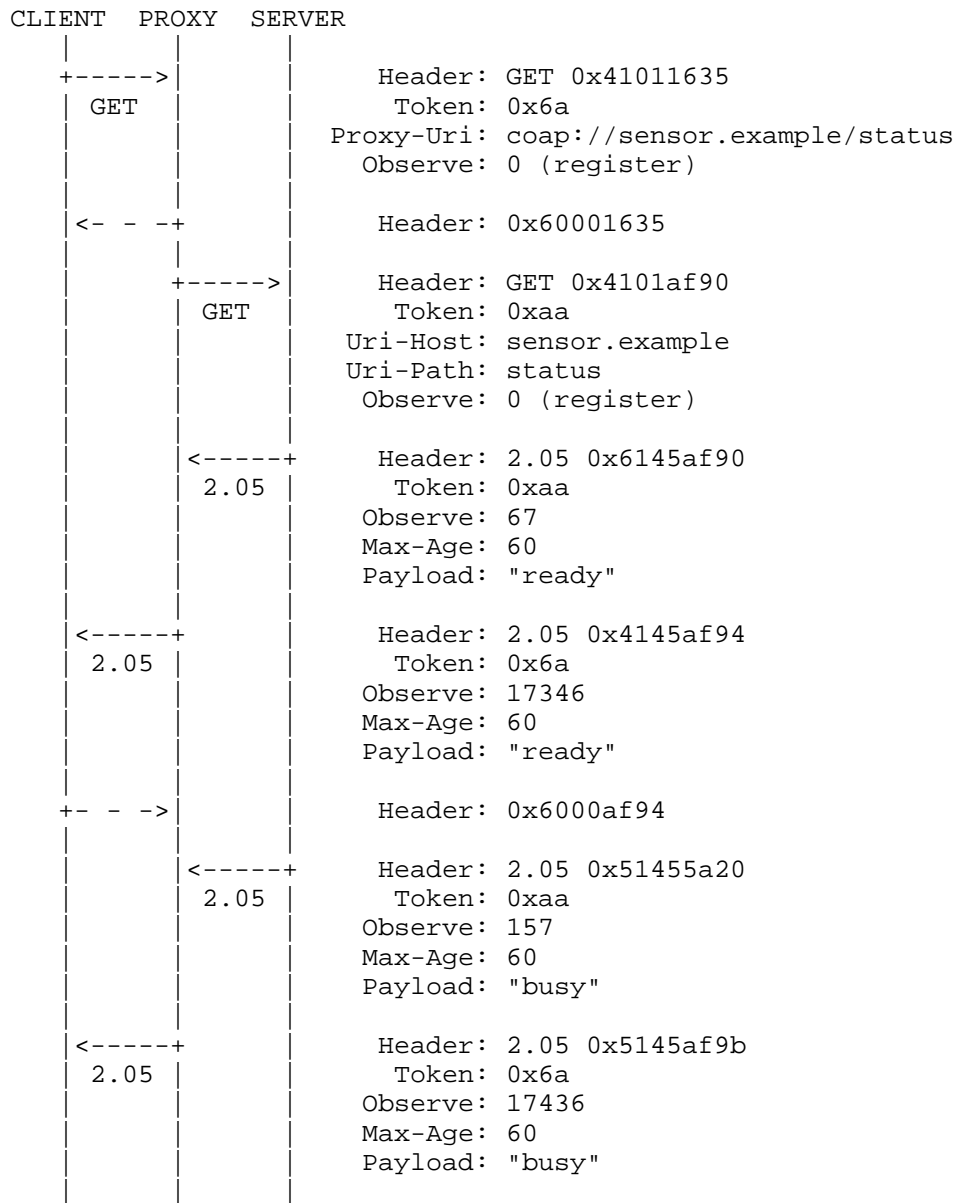 CLIENT PROXY SERVER
Header: GET 0x41011635
GET Token: 0x6a
Proxy-Uri: coap://sensor.example/status
Observe: 0 (register)
Header: 0x60001635
Header: GET 0x4101af90
GET Token: 0xaa
Uri-Host: sensor.example
Uri-Path: status
Observe: 0 (register)
Header: 2.05 0x6145af90
2.05 Token: 0xaa
Observe: 67
Max-Age: 60
Payload: "ready"
Header: 2.05 0x4145af94
2.05 Token: 0x6a
Observe: 17346
Max-Age: 60
Payload: "ready"
Header: 0x6000af94
Header: 2.05 0x51455a20
2.05 Token: 0xaa
Observe: 157
Max-Age: 60
Payload: "busy"
Header: 2.05 0x5145af9b
2.05 Token: 0x6a
Observe: 17436
Max-Age: 60
Payload: "busy"